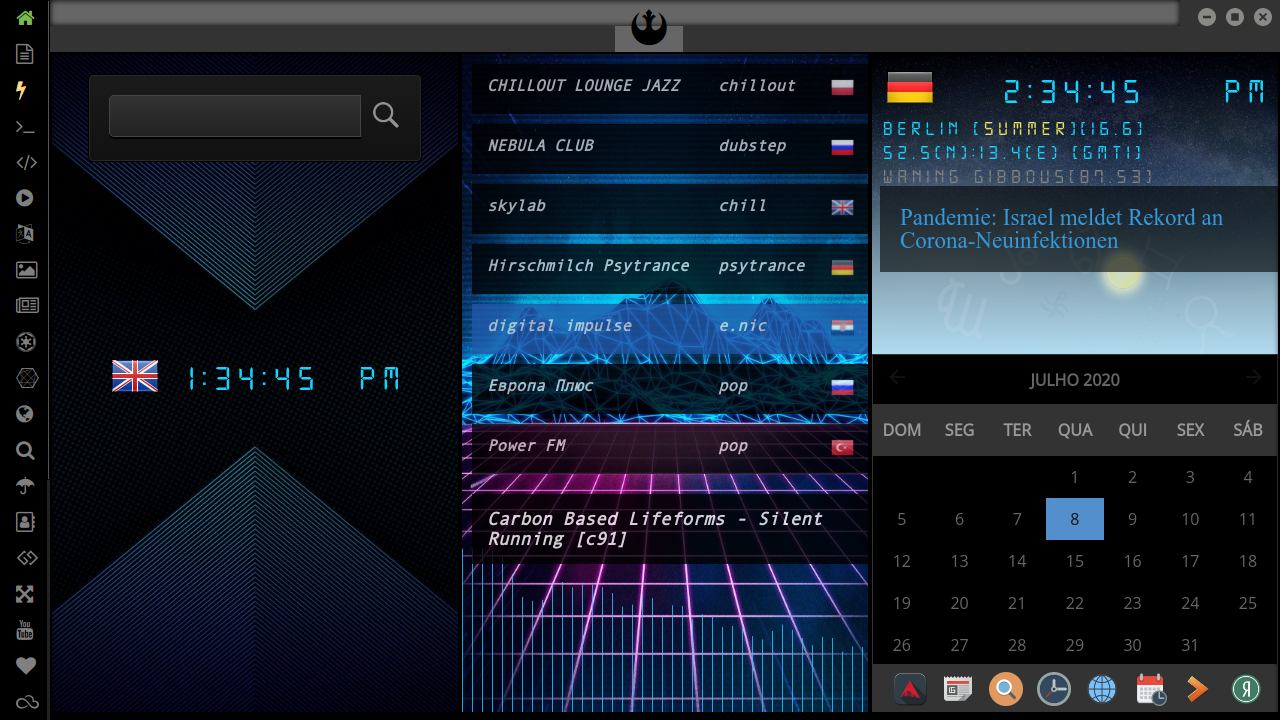 CHILLOUT LOUNGE JAZZ chillout
NEBULA CLUB dubstep
skylab chill
Hirschmilch Psytrance psytrance
digital impulse e.nic
Европа Плюс pop
Power FM pop
Carbon Based Lifeforms - Silent
Running [c91]
1:34:45 PM
2:34:45 PM
BERLIN [SUMMER][16.6]
52.5[N]:13.4[E] [GMT1]
WANING GIBBOUS[87.53]
Pandemie: Israel meldet Rekord an
Corona-Neuinfektionen
JULHO 2020
DOM SEG TER QUA QUI SEX SÁB
1 2 3 4
5 6 7 8 9 10 11
12 13 14 15 16 17 18
19 20 21 22 23 24 25
26 27 28 29 30 31
You
Tube
Я